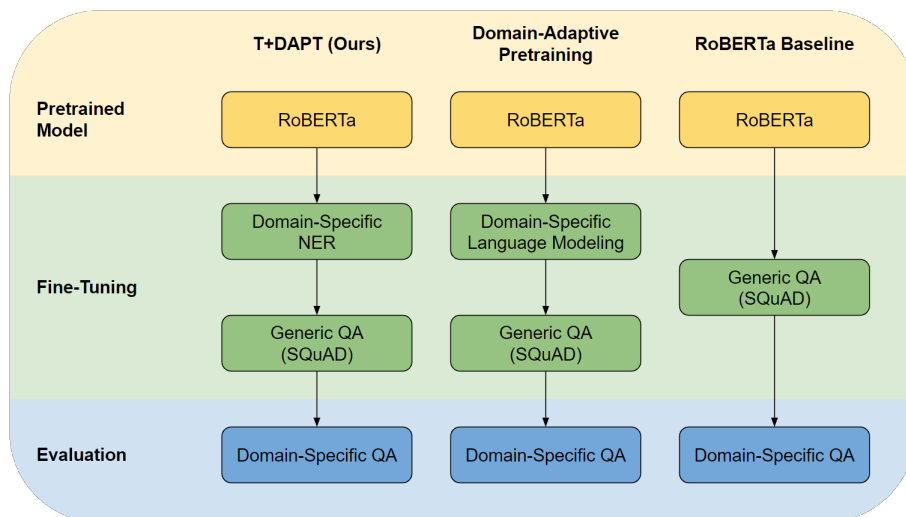 T+DAPT (Ours)
Domain-Adaptive
Pretraining
RoBERTa Baseline
Pretrained
Model
RoBERTa
RoBERTa
RoBERTa
Fine-Tuning
Domain-Specific
NER
Domain-Specific
Language Modeling
Generic QA
(SQuAD)
Generic QA
(SQuAD)
Generic QA
(SQuAD)
Evaluation
Domain-Specific QA
Domain-Specific QA
Domain-Specific QA